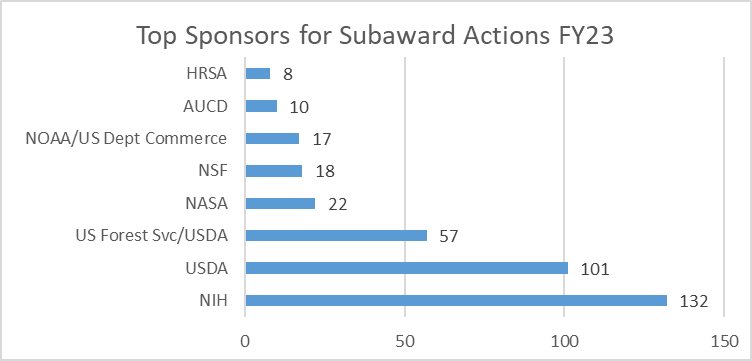 Top Sponsors for Subaward Actions FY23
HRSA 8
AUCD 10
NOAA/US Dept Commerce 17
NSF 18
NASA 22
US Forest Svc/USDA 57
USDA 101
NIH 132
0 50 100 150